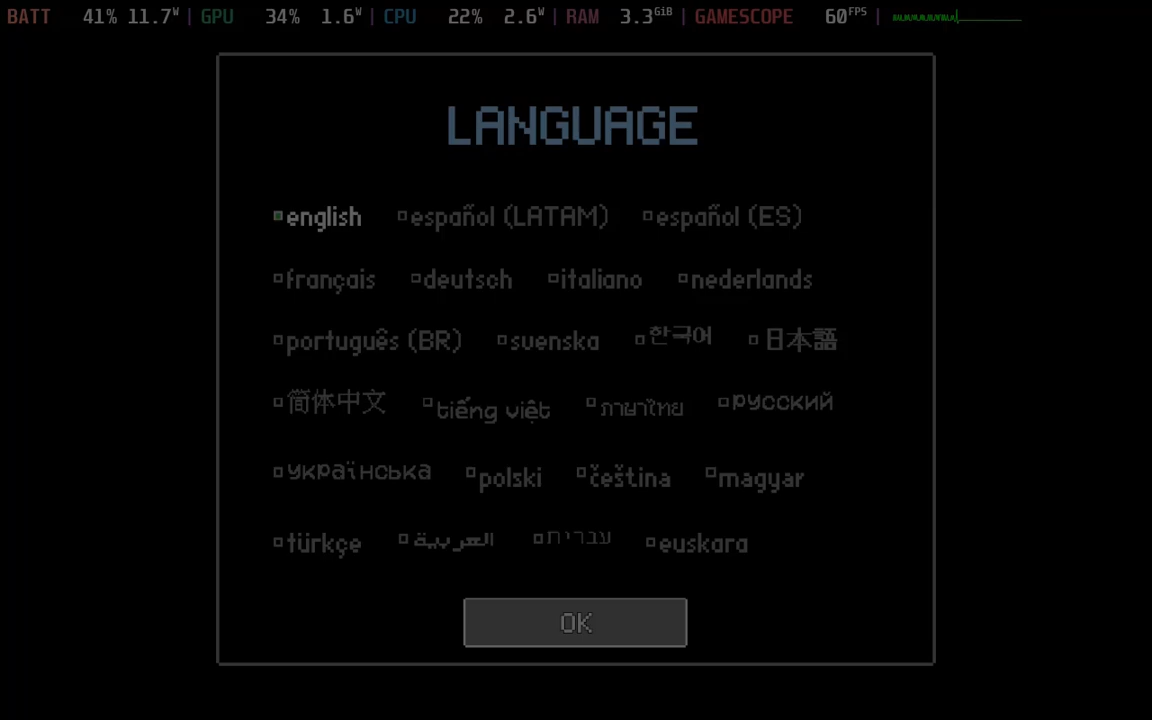 BATT 41% 11.7W | GPU 34% 1.6W | CPU 22% 2.6W | RAM 3.3GiB | GAMESCOPE 60FPS |
LANGUAGE
english español (LATAM) español (ES)
français deutsch italiano nederlands
português (BR) svenska 한국어 日本語
简体中文 tiếng việt ภาษาไทย русский
українська polski čeština magyar
türkçe العربية עברית euskara
OK